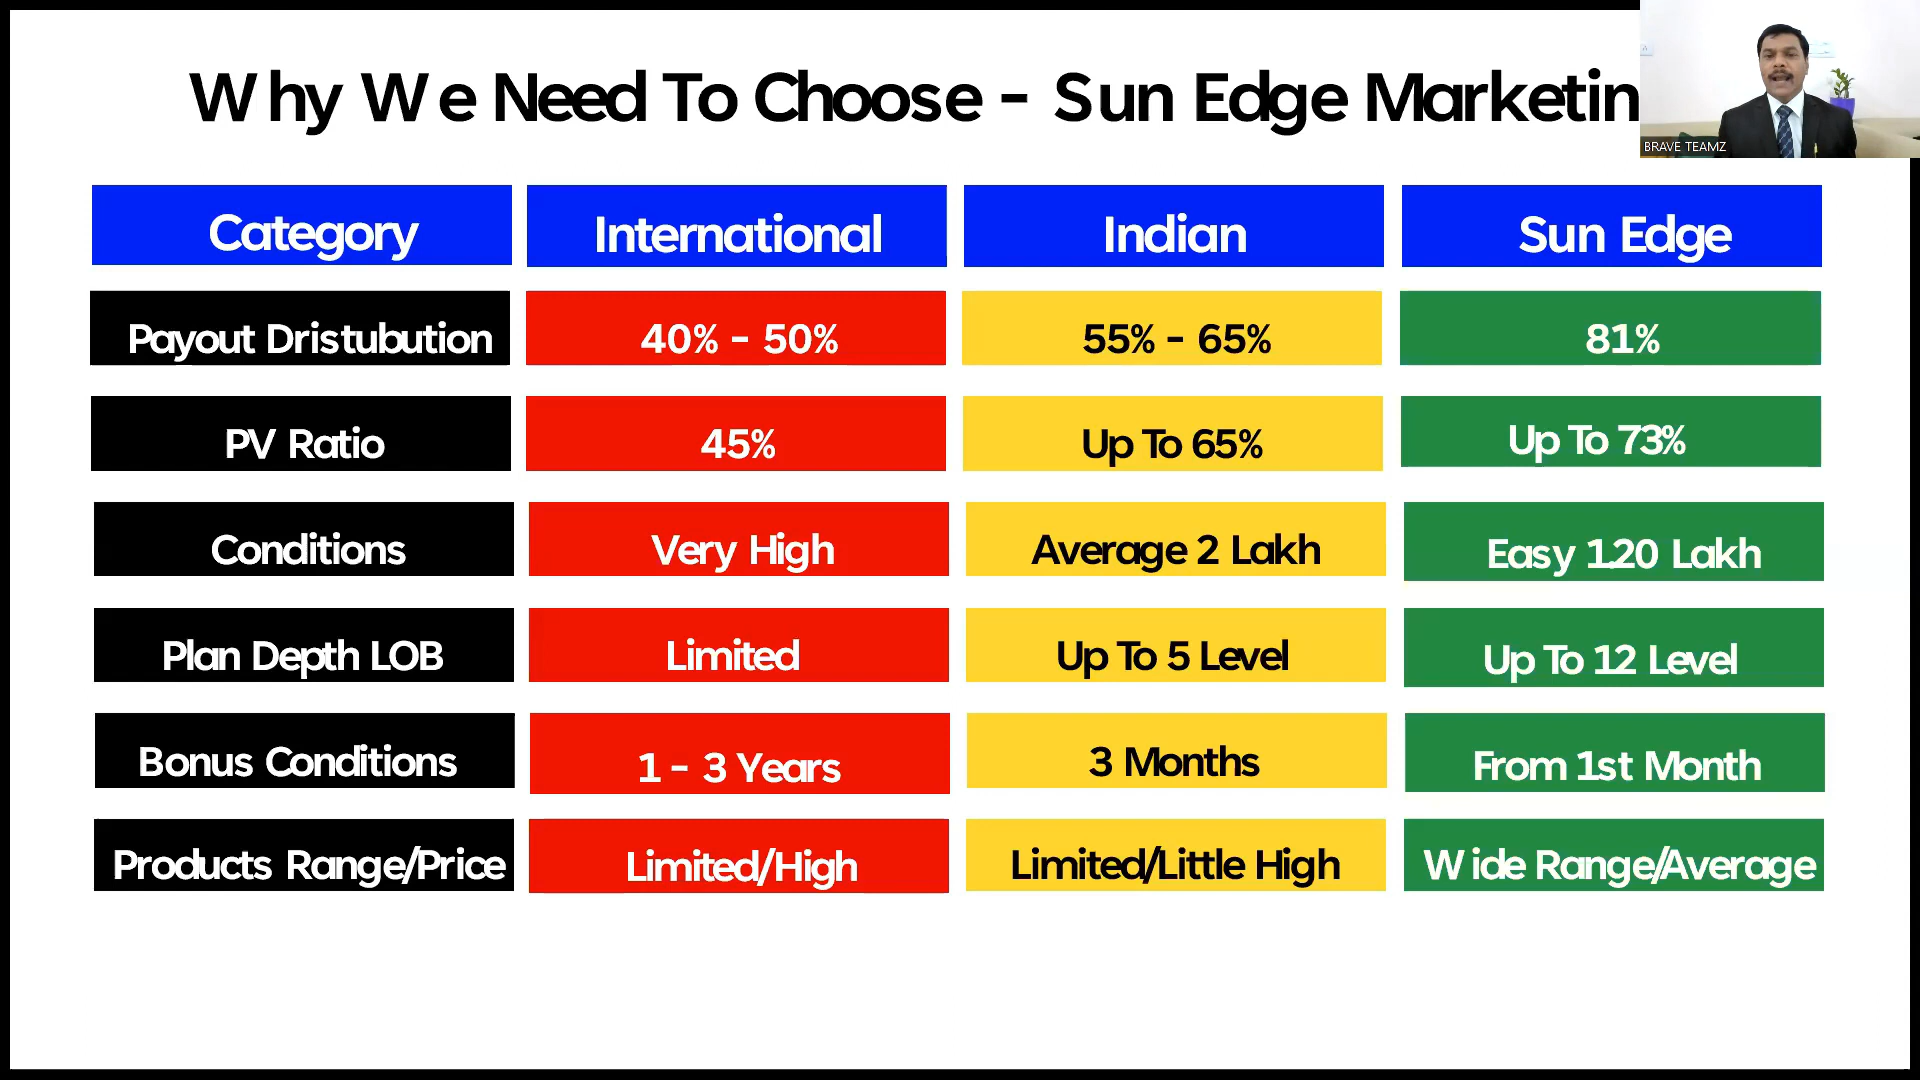 Why We Need To Choose - Sun Edge Marketin
BRAVE TEAMZ
Category International Indian Sun Edge
Payout Dristubution 40% - 50% 55% - 65% 81%
PV Ratio 45% Up To 65% Up To 73%
Conditions Very High Average 2 Lakh Easy 1.20 Lakh
Plan Depth LOB Limited Up To 5 Level Up To 12 Level
Bonus Conditions 1 - 3 Years 3 Months From 1st Month
Products Range/Price Limited/High Limited/Little High Wide Range/Average